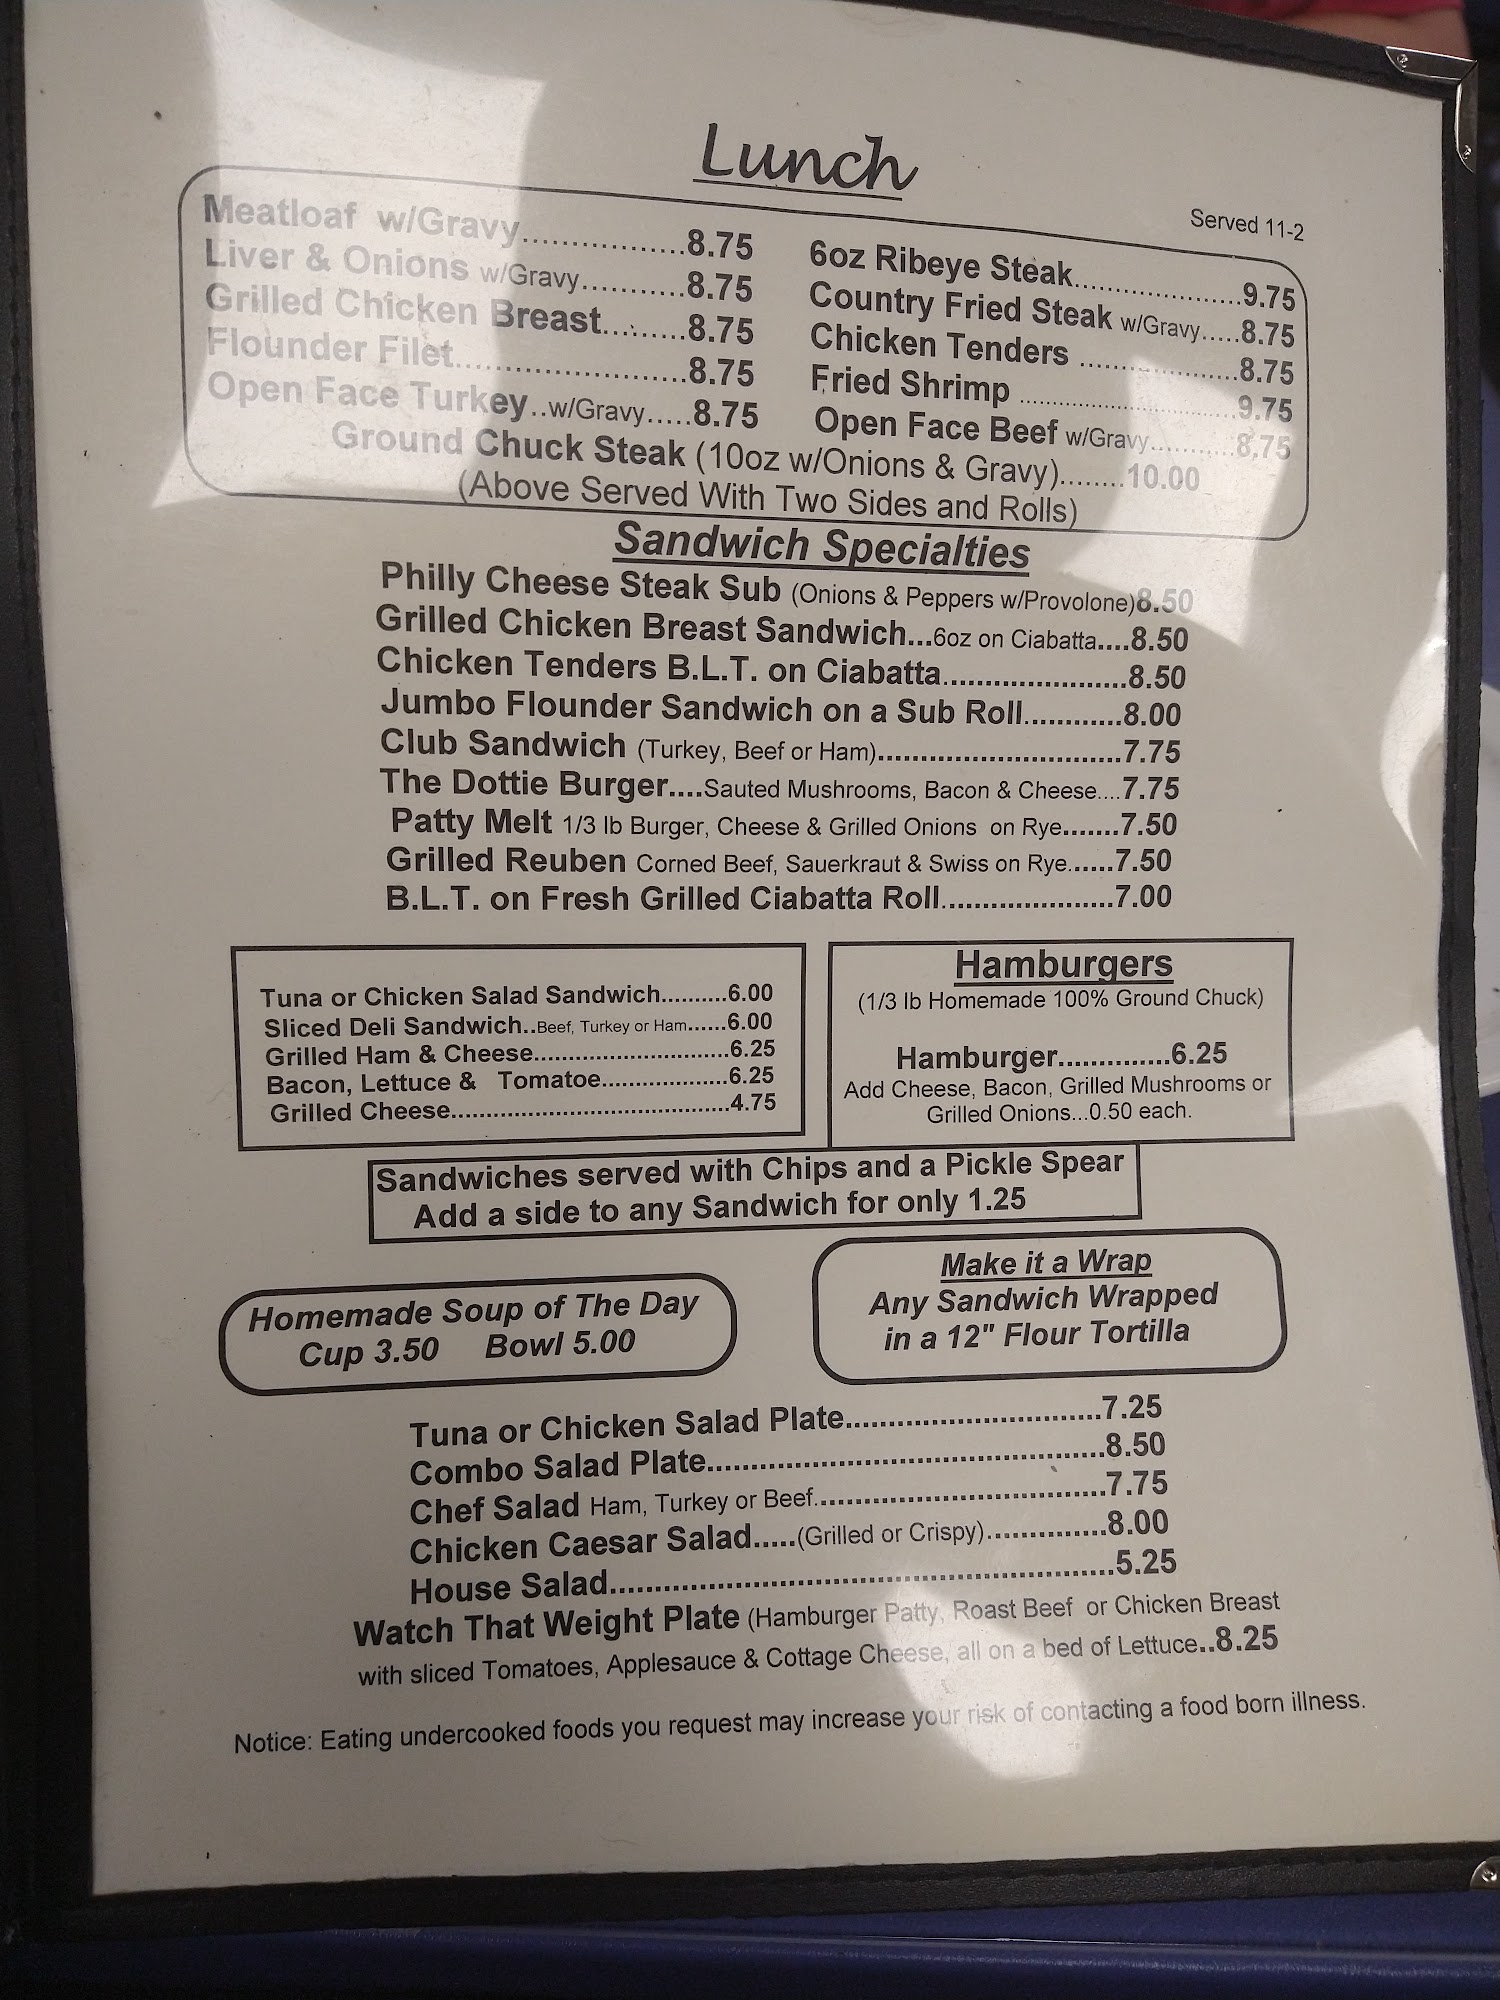 Lunch
Served 11-2
Meatloaf w/Gravy................8.75
Liver & Onions w/Gravy...........8.75
Grilled Chicken Breast.........8.75
Flounder Filet..........................8.75
Open Face Turkey..w/Gravy.....8.75
6oz Ribeye Steak....................9.75
Country Fried Steak w/Gravy.....8.75
Chicken Tenders ..................8.75
Fried Shrimp ..........................9.75
Open Face Beef w/Gravy...........8.75
Ground Chuck Steak (10oz w/Onions & Gravy)........10.00
(Above Served With Two Sides and Rolls)
Sandwich Specialties
Philly Cheese Steak Sub (Onions & Peppers w/Provolone)8.50
Grilled Chicken Breast Sandwich...6oz on Ciabatta....8.50
Chicken Tenders B.L.T. on Ciabatta......................8.50
Jumbo Flounder Sandwich on a Sub Roll............8.00
Club Sandwich (Turkey, Beef or Ham).............................7.75
The Dottie Burger....Sauted Mushrooms, Bacon & Cheese....7.75
Patty Melt 1/3 lb Burger, Cheese & Grilled Onions on Rye.......7.50
Grilled Reuben Corned Beef, Sauerkraut & Swiss on Rye......7.50
B.L.T. on Fresh Grilled Ciabatta Roll.....................7.00
Tuna or Chicken Salad Sandwich..........6.00
Sliced Deli Sandwich..Beef, Turkey or Ham......6.00
Grilled Ham & Cheese.............................6.25
Bacon, Lettuce & Tomatoe...................6.25
Grilled Cheese.........................................4.75
Hamburgers
(1/3 lb Homemade 100% Ground Chuck)
Hamburger..............6.25
Add Cheese, Bacon, Grilled Mushrooms or
Grilled Onions...0.50 each.
Sandwiches served with Chips and a Pickle Spear
Add a side to any Sandwich for only 1.25
Homemade Soup of The Day
Cup 3.50 Bowl 5.00
Make it a Wrap
Any Sandwich Wrapped
in a 12" Flour Tortilla
Tuna or Chicken Salad Plate...............................7.25
Combo Salad Plate................................................8.50
Chef Salad Ham, Turkey or Beef...................................7.75
Chicken Caesar Salad.....(Grilled or Crispy)...............8.00
House Salad.............................................................5.25
Watch That Weight Plate (Hamburger Patty, Roast Beef or Chicken Breast
with sliced Tomatoes, Applesauce & Cottage Cheese, all on a bed of Lettuce..8.25
Notice: Eating undercooked foods you request may increase your risk of contacting a food born illness.